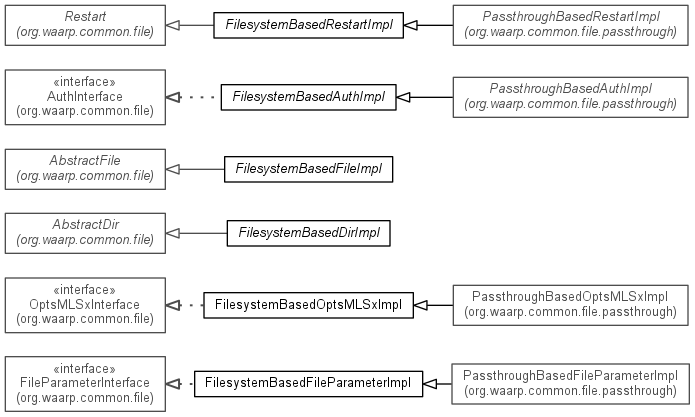 Restart
(org.waarp.common.file)
FilesystemBasedRestartImpl
PassthroughBasedRestartImpl
(org.waarp.common.file.passthrough)
«interface»
AuthInterface
(org.waarp.common.file)
FilesystemBasedAuthImpl
PassthroughBasedAuthImpl
(org.waarp.common.file.passthrough)
AbstractFile
(org.waarp.common.file)
FilesystemBasedFileImpl
AbstractDir
(org.waarp.common.file)
FilesystemBasedDirImpl
«interface»
OptsMLSxInterface
(org.waarp.common.file)
FilesystemBasedOptsMLSxImpl
PassthroughBasedOptsMLSxImpl
(org.waarp.common.file.passthrough)
«interface»
FileParameterInterface
(org.waarp.common.file)
FilesystemBasedFileParameterImpl
PassthroughBasedFileParameterImpl
(org.waarp.common.file.passthrough)